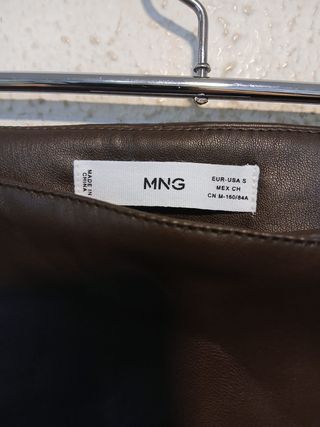 MADE IN
CHINA
MNG
EUR-USA S
MEX CH
CN M-160/84A